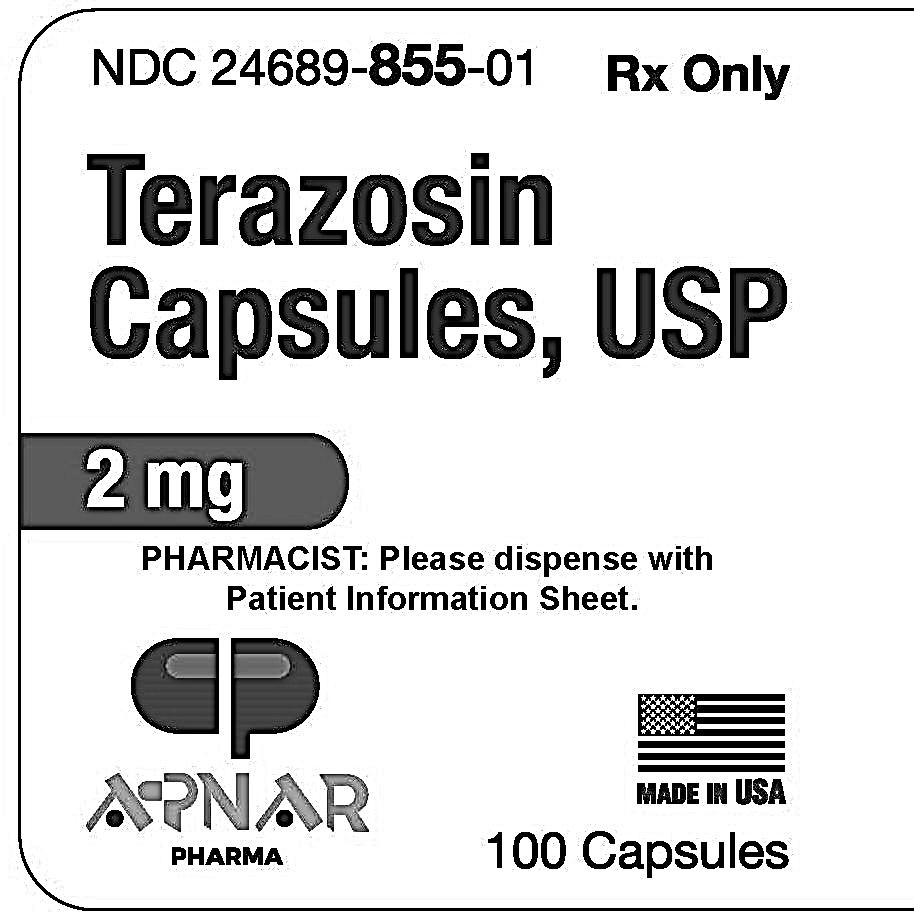 NDC 24689-855-01 Rx Only
Terazosin
Capsules, USP
2 mg
PHARMACIST: Please dispense with
Patient Information Sheet.
APNAR
PHARMA
MADE IN USA
100 Capsules